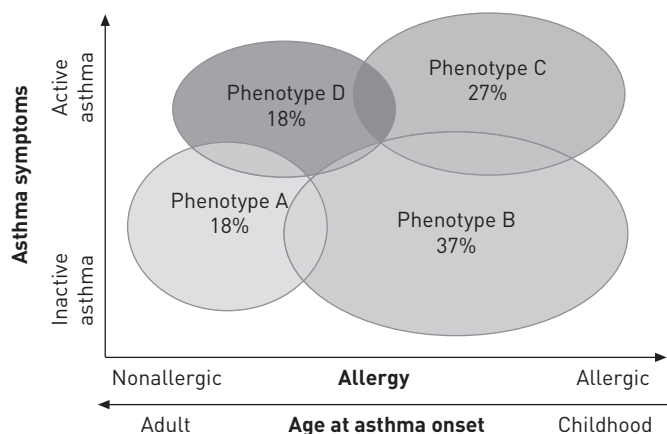 Asthma symptoms
Active
asthma
Inactive
asthma
Phenotype C
27%
Phenotype D
18%
Phenotype A
18%
Phenotype B
37%
Nonallergic
Allergy
Allergic
Adult
Age at asthma onset
Childhood